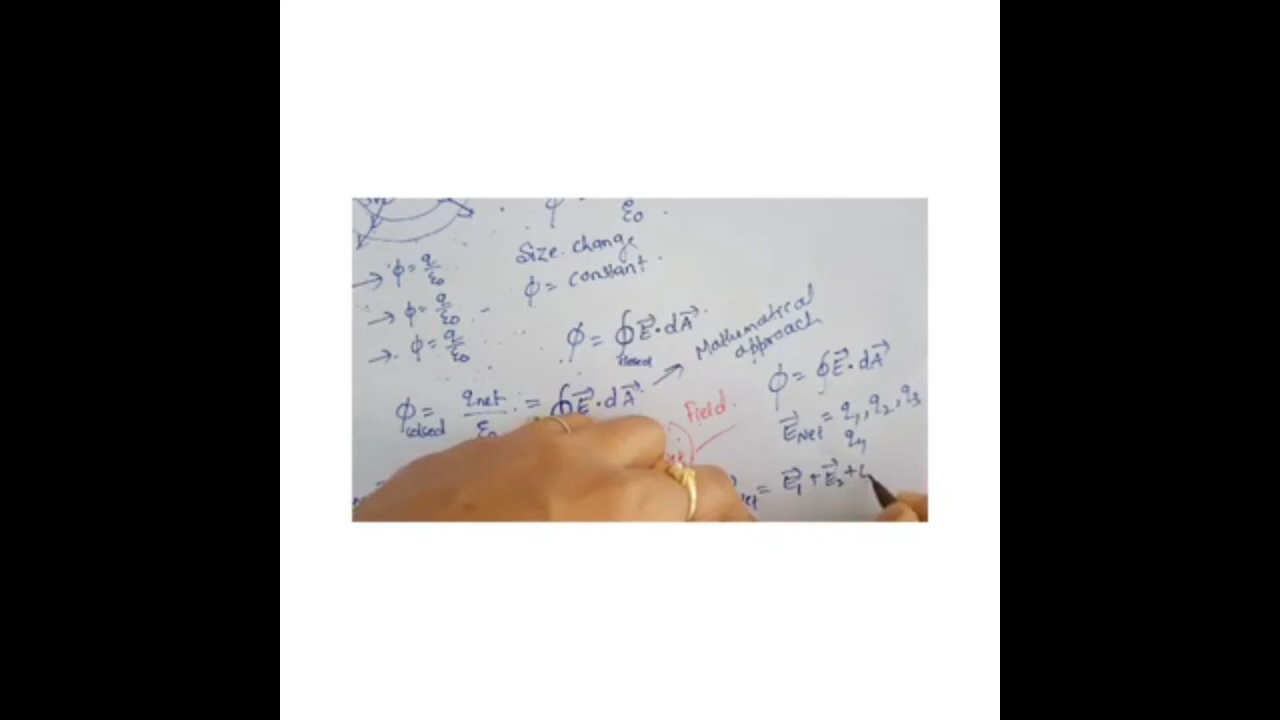 ϕ
ε0
Size change
ϕ = constant
→ ϕ = q/ε0
→ ϕ = q/ε0
→ ϕ = q/ε0
ϕ = ∮ E⃗ · dA⃗
closed
Mathematical
approach
ϕ = qnet/ε0 = ∮ E⃗ · dA⃗
closed
Field
ϕ = ∮ E⃗ · dA⃗
E⃗Net = q1, q2, q3
q4
= E⃗1 + E⃗2 +